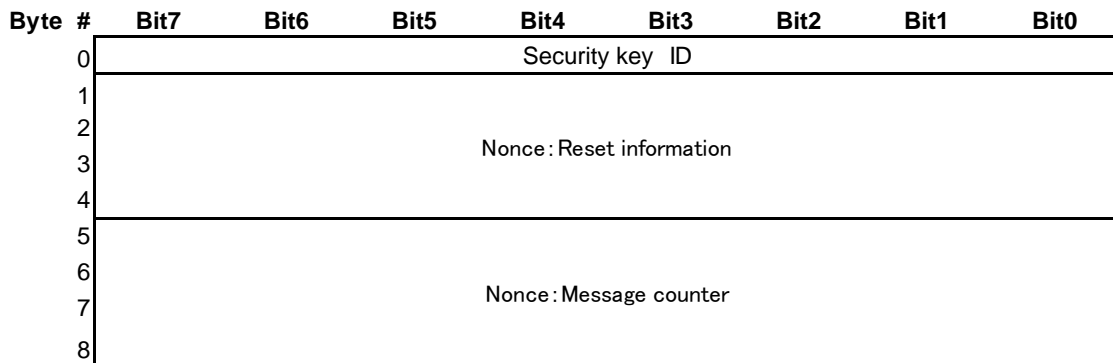 Byte # Bit7 Bit6 Bit5 Bit4 Bit3 Bit2 Bit1 Bit0
0 Security key ID
1
2
Nonce:Reset information
3
4
5
6
Nonce:Message counter
7
8